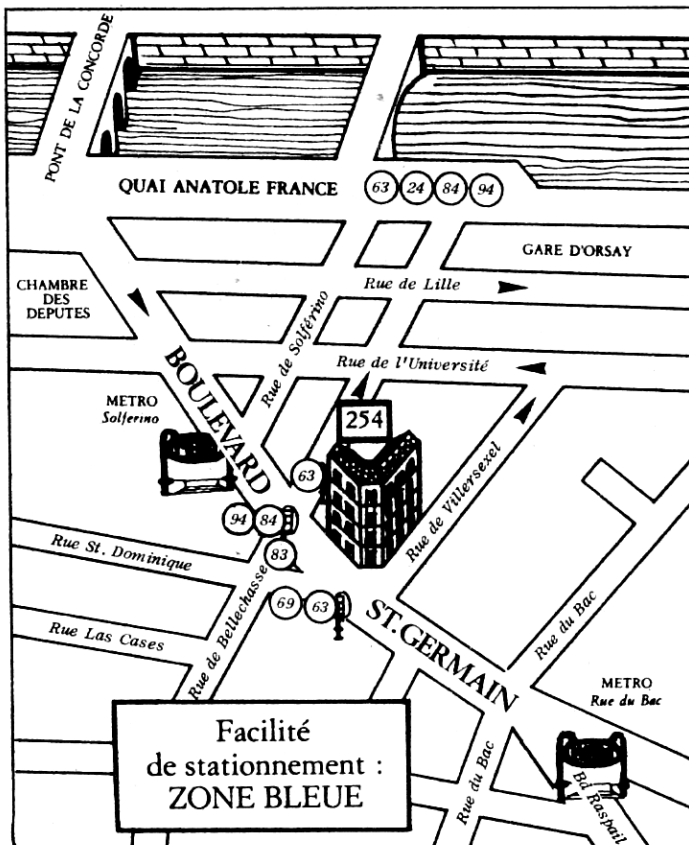 PONT DE LA CONCORDE
QUAI ANATOLE FRANCE
63 24 84 94
GARE D'ORSAY
CHAMBRE
DES
DEPUTES
Rue de Lille
Rue de Solférino
Rue de l'Université
METRO
Solferino
BOULEVARD
254
63
Rue de Villersexel
94 84
83
Rue St. Dominique
69 63
Rue de Bellechasse
ST. GERMAIN
Rue Las Cases
Rue du Bac
METRO
Rue du Bac
Facilité
de stationnement :
ZONE BLEUE
Rue du Bac
Bd Raspail